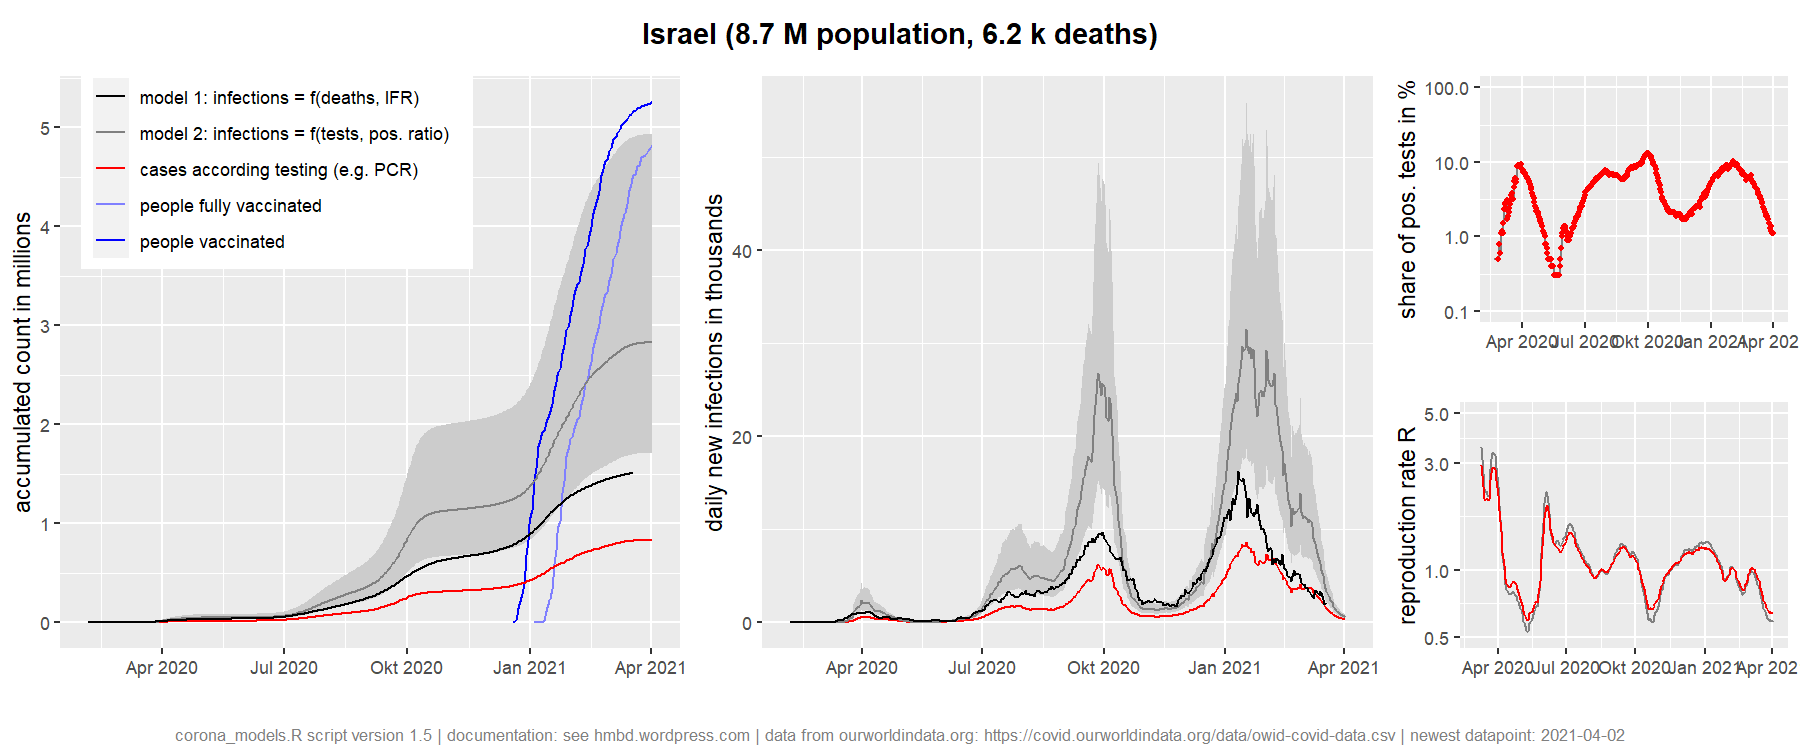 Israel (8.7 M population, 6.2 k deaths)
accumulated count in millions
5
4
3
2
1
0
model 1: infections = f(deaths, IFR)
model 2: infections = f(tests, pos. ratio)
cases according testing (e.g. PCR)
people fully vaccinated
people vaccinated
Apr 2020 Jul 2020 Okt 2020 Jan 2021 Apr 2021
daily new infections in thousands
40
20
0
Apr 2020 Jul 2020 Okt 2020 Jan 2021 Apr 2021
share of pos. tests in %
100.0
10.0
1.0
0.1
Apr 2020 Jul 2020 Okt 2020 Jan 2021 Apr 202
reproduction rate R
5.0
3.0
1.0
0.5
Apr 2020 Jul 2020 Okt 2020 Jan 2021 Apr 202
corona_models.R script version 1.5 | documentation: see hmbd.wordpress.com | data from ourworldindata.org: https://covid.ourworldindata.org/data/owid-covid-data.csv | newest datapoint: 2021-04-02